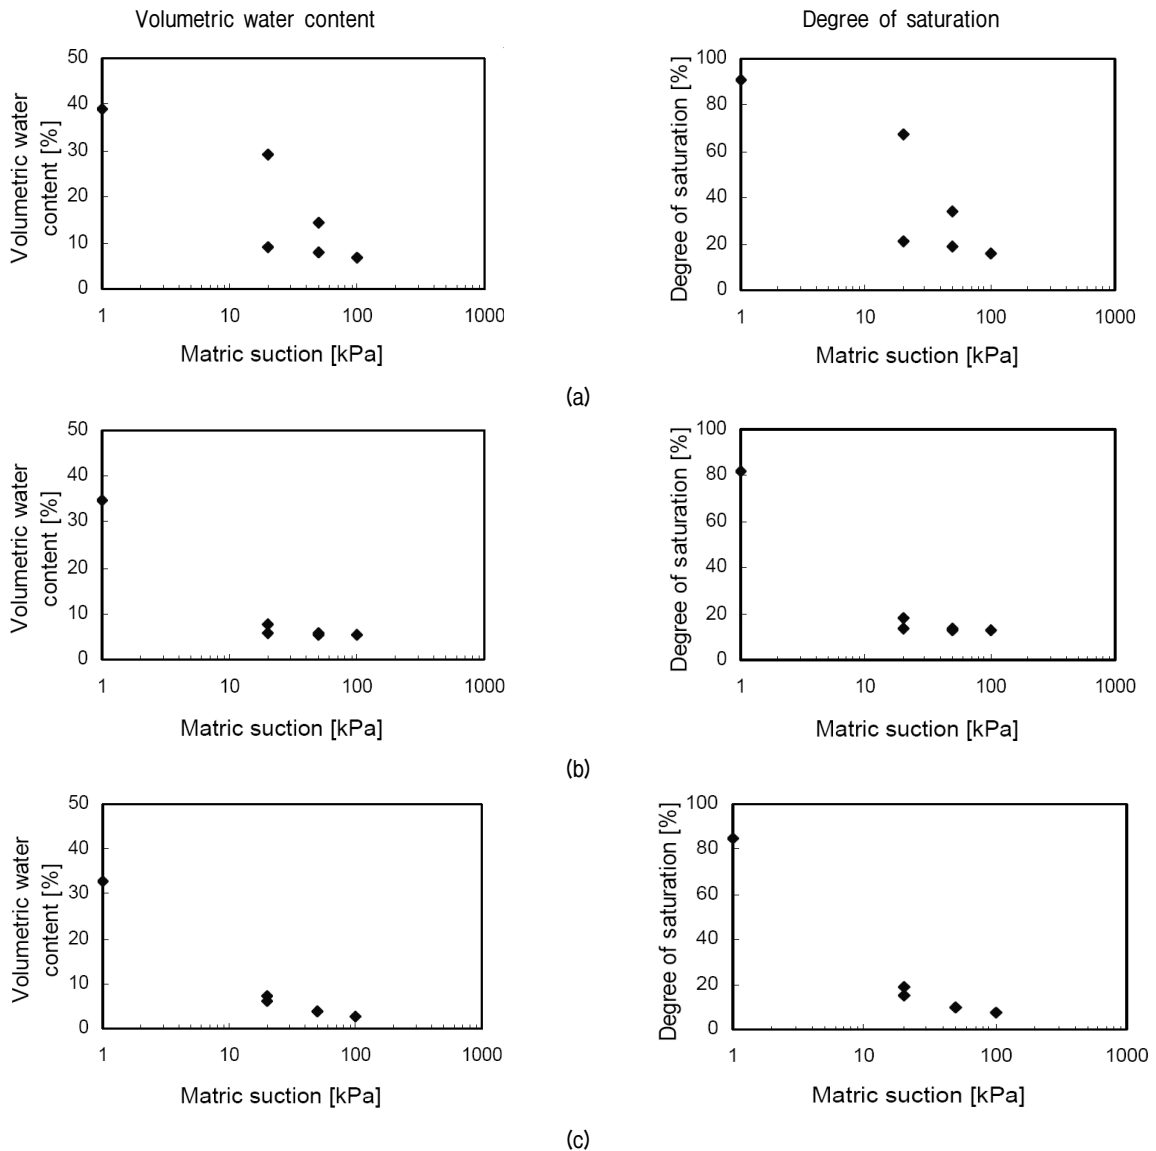 Volumetric water content
Degree of saturation
Volumetric water
content [%]
50
40
30
20
10
0
1 10 100 1000
Matric suction [kPa]
Degree of saturation [%]
100
80
60
40
20
0
1 10 100 1000
Matric suction [kPa]
(a)
Volumetric water
content [%]
50
40
30
20
10
0
1 10 100 1000
Matric suction [kPa]
Degree of saturation [%]
100
80
60
40
20
0
1 10 100 1000
Matric suction [kPa]
(b)
Volumetric water
content [%]
50
40
30
20
10
0
1 10 100 1000
Matric suction [kPa]
Degree of saturation [%]
100
80
60
40
20
0
1 10 100 1000
Matric suction [kPa]
(c)